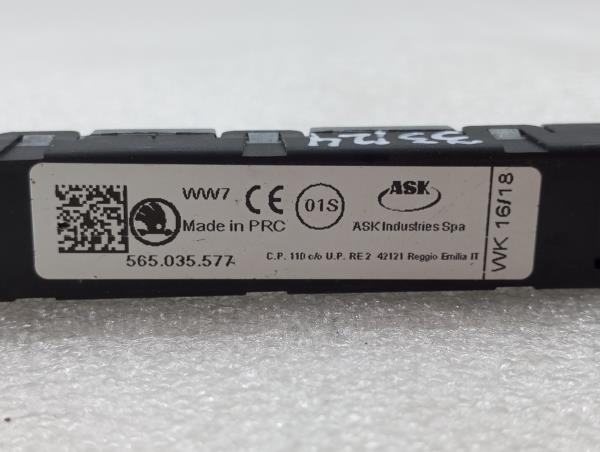 WW7 CE 01S ASK
Made in PRC ASK Industries Spa
565.035.577 C.P. 110 c/o U.P. RE 2 42121 Reggio Emilia IT
WK 16/18